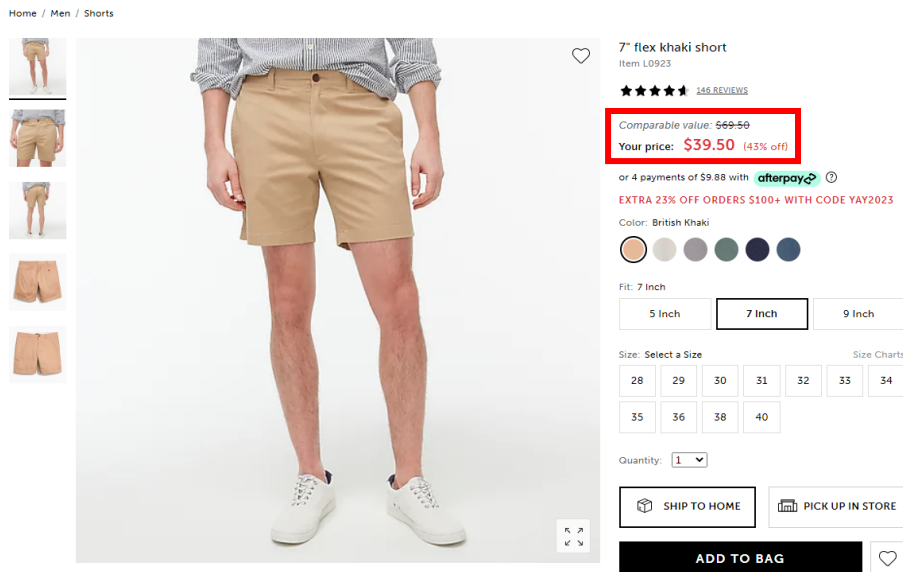 Home / Men / Shorts
7" flex khaki short
Item L0923
146 REVIEWS
Comparable value: $69.50
Your price: $39.50 (43% off)
or 4 payments of $9.88 with afterpay
EXTRA 23% OFF ORDERS $100+ WITH CODE YAY2023
Color: British Khaki
Fit: 7 Inch
5 Inch 7 Inch 9 Inch
Size: Select a Size Size Charts
28 29 30 31 32 33 34
35 36 38 40
Quantity: 1
SHIP TO HOME PICK UP IN STORE
ADD TO BAG